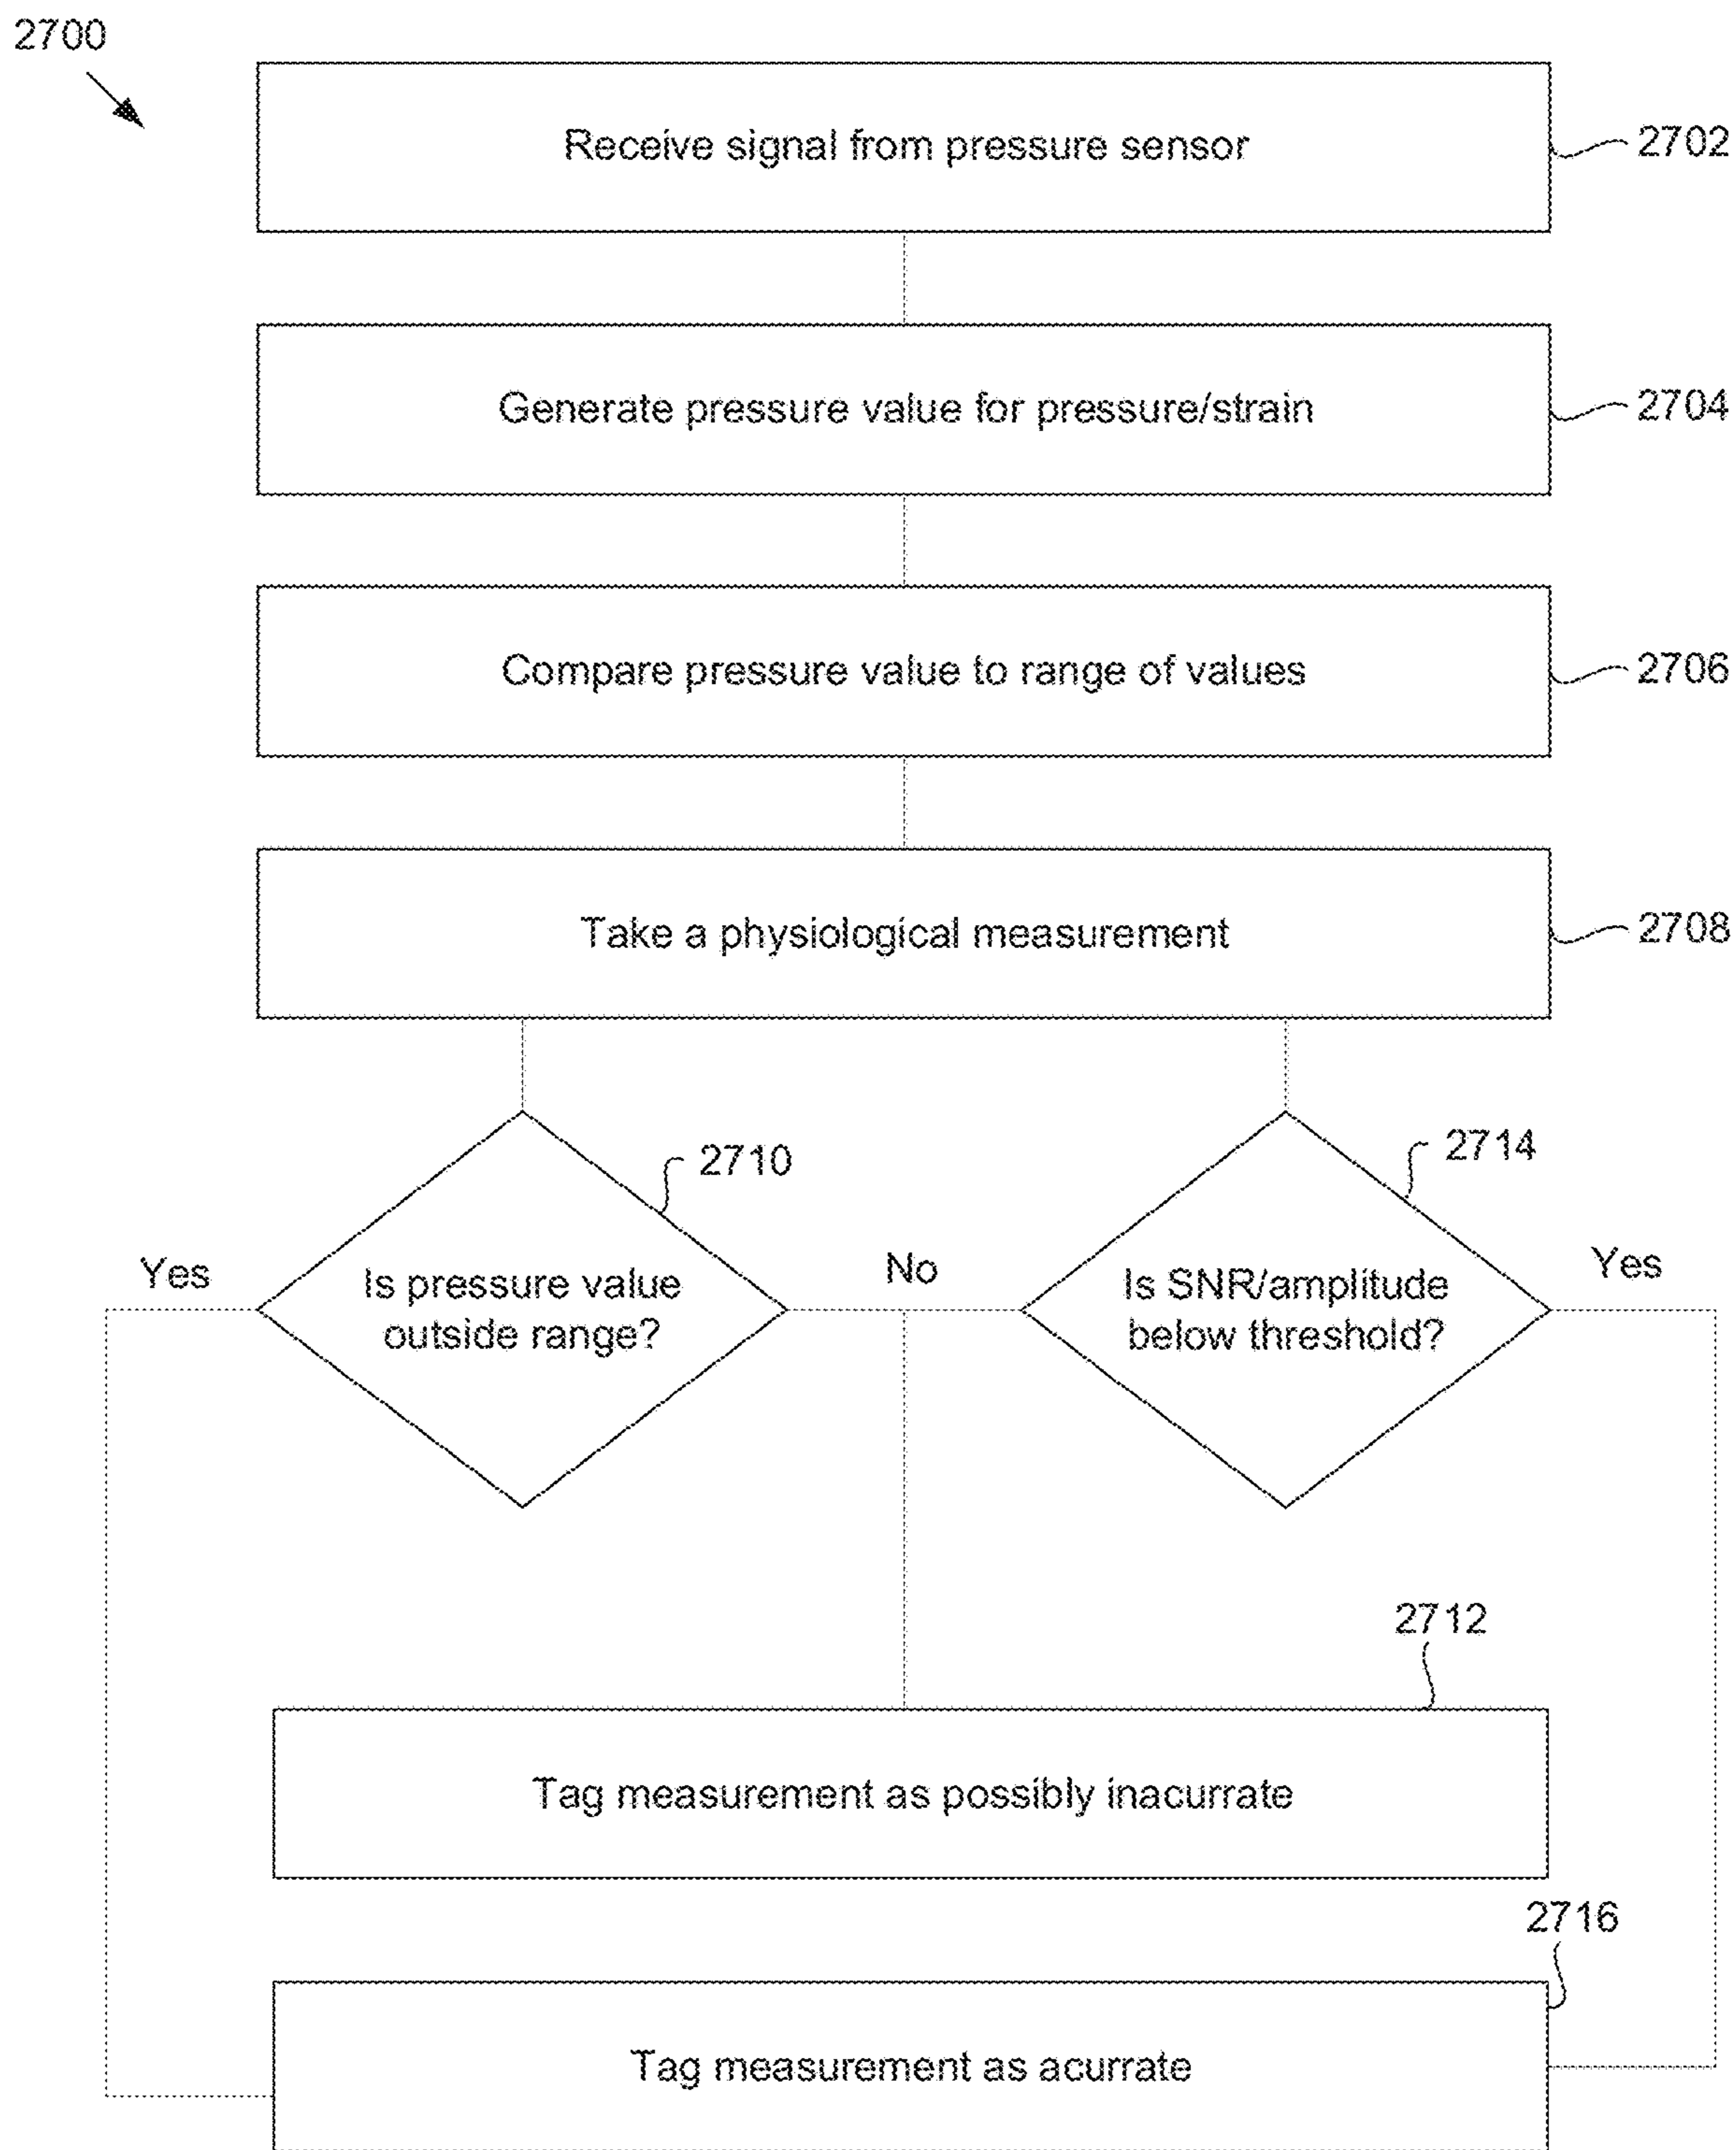 2700
Receive signal from pressure sensor
2702
Generate pressure value for pressure/strain
2704
Compare pressure value to range of values
2706
Take a physiological measurement
2708
2710
2714
Yes
Is pressure value
outside range?
No
Is SNR/amplitude
below threshold?
Yes
2712
Tag measurement as possibly inacurrate
2716
Tag measurement as acurrate